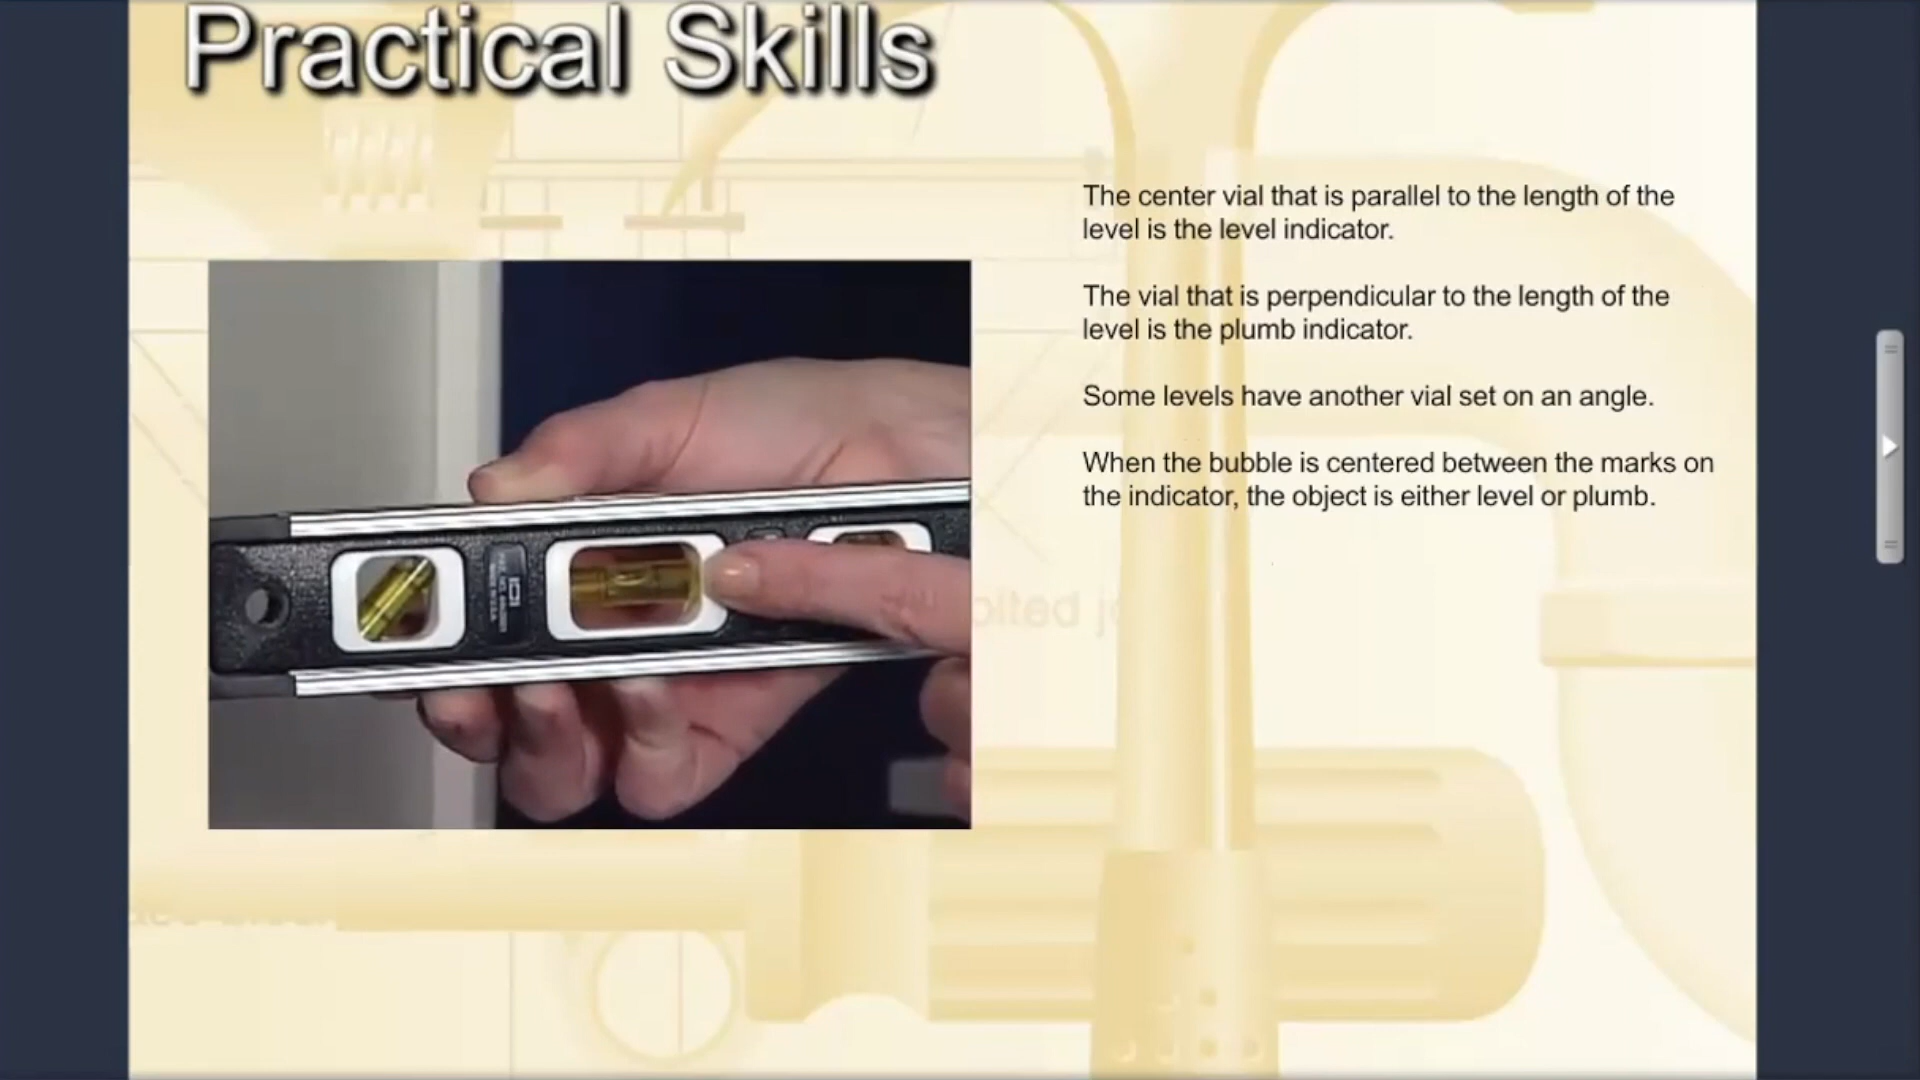 Practical Skills
The center vial that is parallel to the length of the
level is the level indicator.
The vial that is perpendicular to the length of the
level is the plumb indicator.
Some levels have another vial set on an angle.
When the bubble is centered between the marks on
the indicator, the object is either level or plumb.